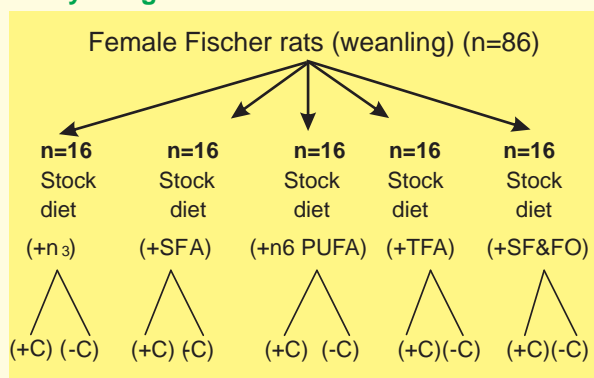 Female Fischer rats (weanling) (n=86)
n=16 n=16 n=16 n=16 n=16
Stock Stock Stock Stock Stock
diet diet diet diet diet
(+n3) (+SFA) (+n6 PUFA) (+TFA) (+SF&FO)
(+C) (-C) (+C) (-C) (+C) (-C) (+C)(-C) (+C)(-C)